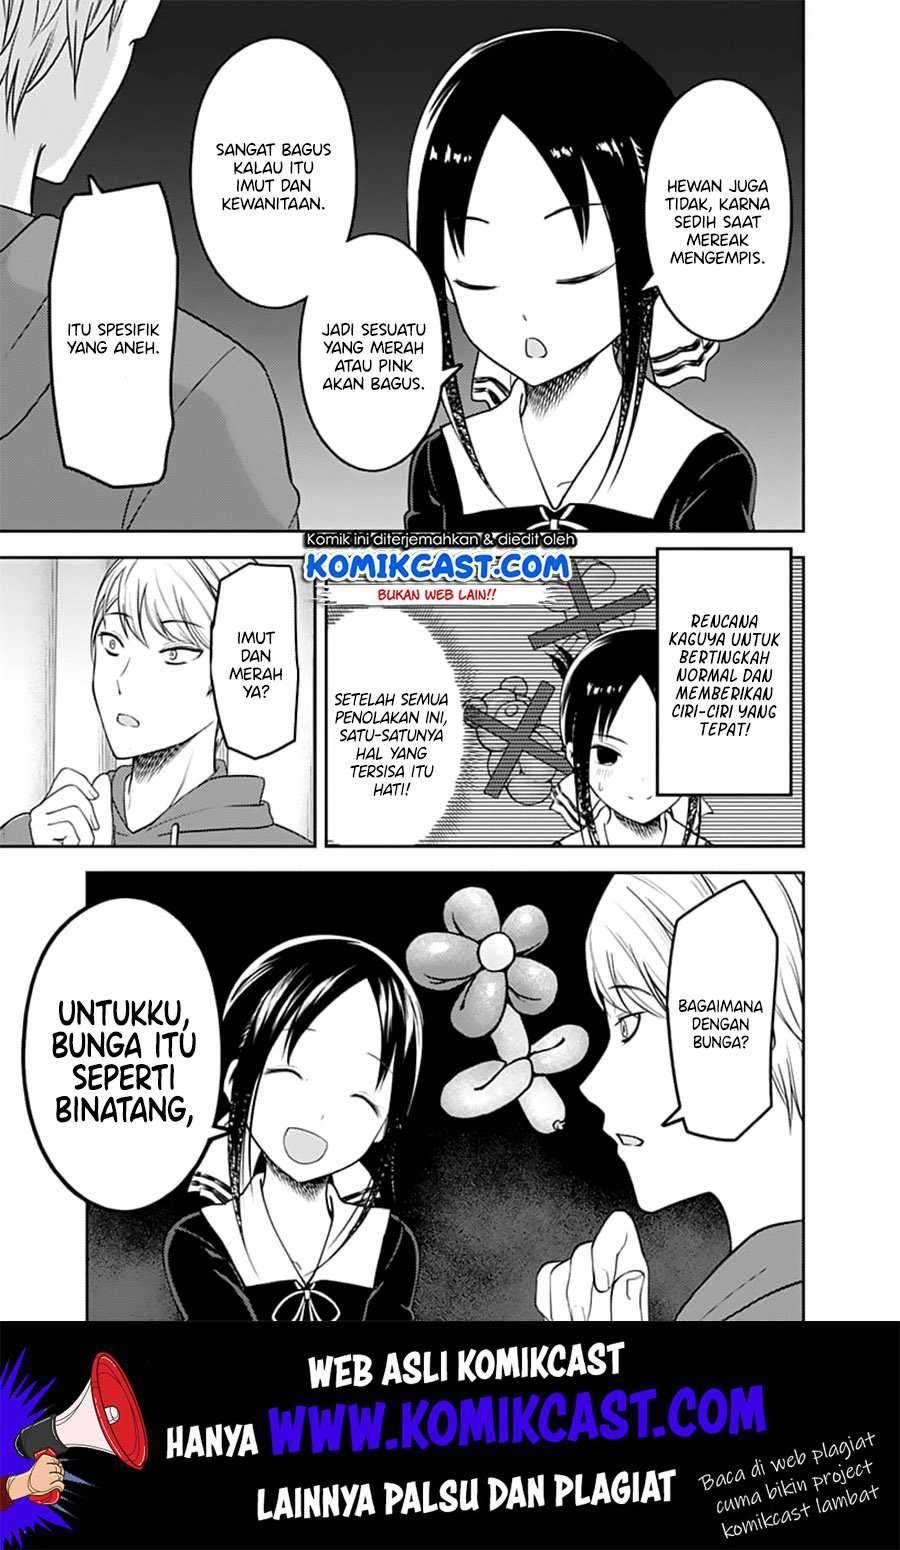 HEWAN JUGA
TIDAK, KARNA
SEDIH SAAT
MEREAK
MENGEMPIS.
SANGAT BAGUS
KALAU ITU
IMUT DAN
KEWANITAAN.
JADI SESUATU
YANG MERAH
ATAU PINK
AKAN BAGUS.
ITU SPESIFIK
YANG ANEH.
Komik ini diterjemahkan & diedit oleh
KOMIKCAST.COM
BUKAN WEB LAIN!!
RENCANA
KAGUYA UNTUK
BERTINGKAH
NORMAL DAN
MEMBERIKAN
CIRI-CIRI YANG
TEPAT!
SETELAH SEMUA
PENOLAKAN INI,
SATU-SATUNYA
HAL YANG
TERSISA ITU
HATI!
IMUT
DAN
MERAH
YA?
BAGAIMANA
DENGAN
BUNGA?
UNTUKKU,
BUNGA ITU
SEPERTI
BINATANG,
WEB ASLI KOMIKCAST
HANYA WWW.KOMIKCAST.COM
LAINNYA PALSU DAN PLAGIAT
Baca di web plagiat
cuma bikin project
komikcast lambat